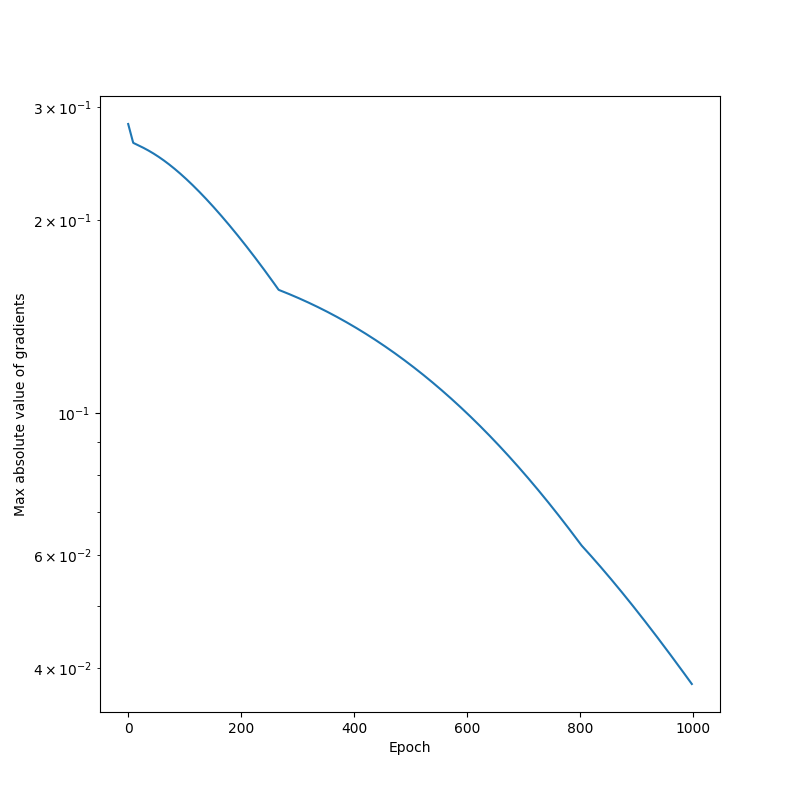 3 × 10⁻¹
2 × 10⁻¹
10⁻¹
6 × 10⁻²
4 × 10⁻²
Max absolute value of gradients
0 200 400 600 800 1000
Epoch